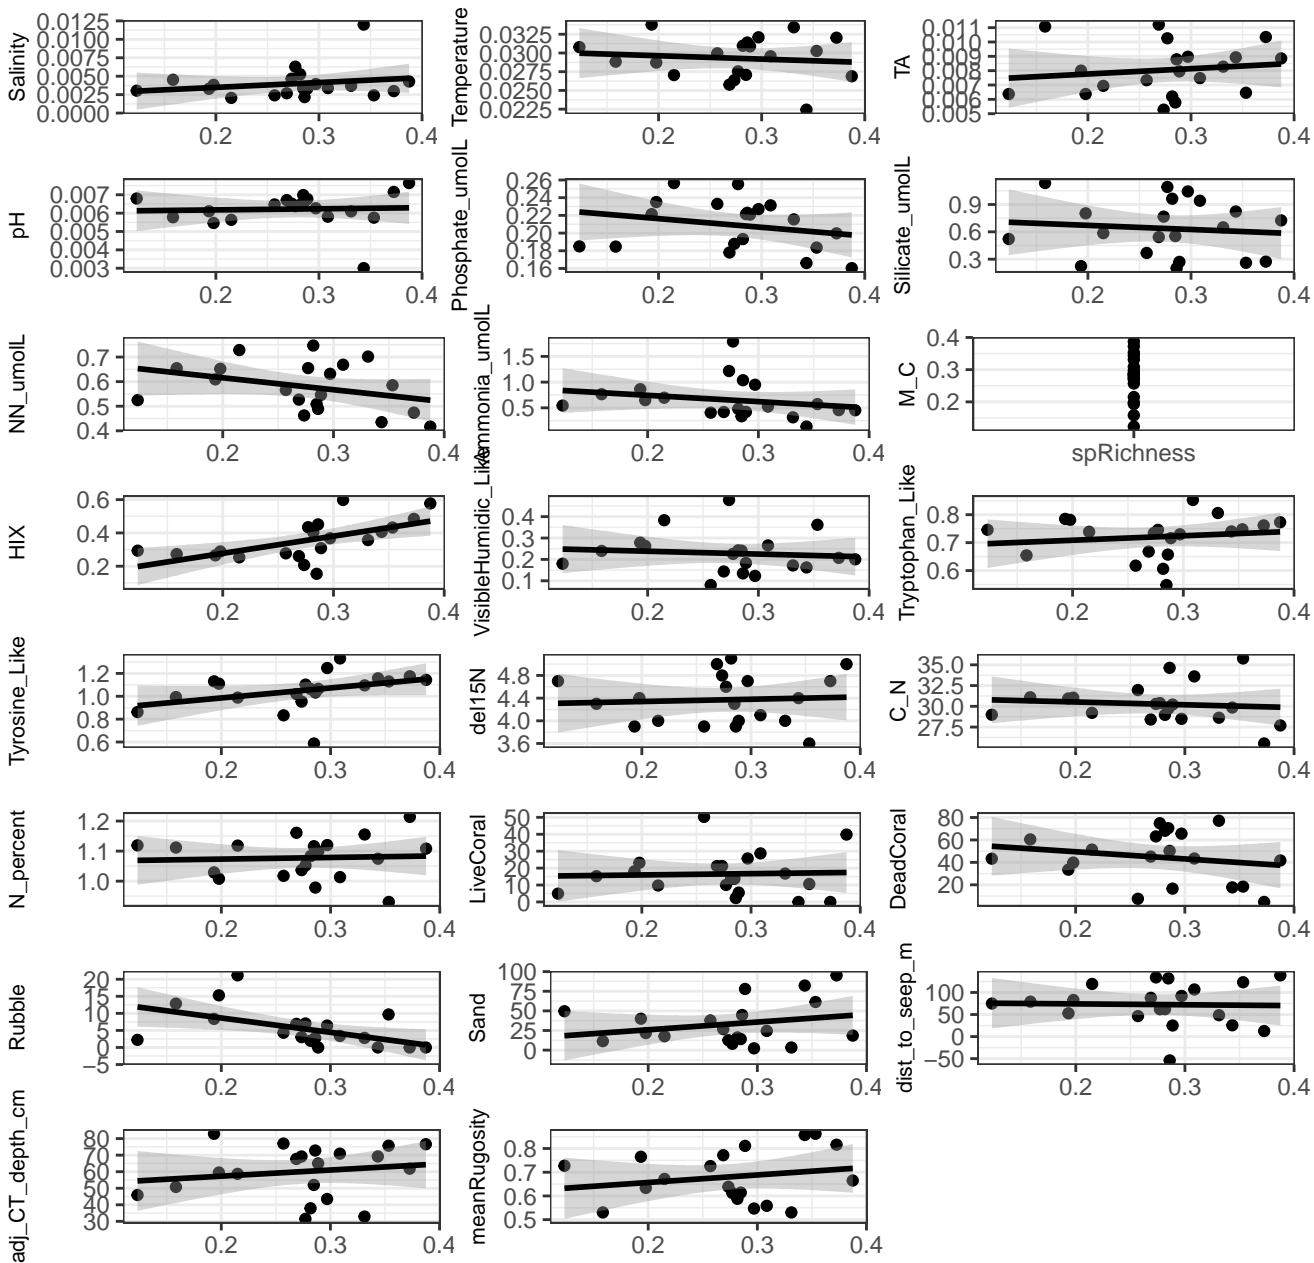 Salinity
0.0125
0.0100
0.0075
0.0050
0.0025
0.0000
0.2 0.3 0.4
Temperature
0.0325
0.0300
0.0275
0.0250
0.0225
0.2 0.3 0.4
TA
0.011
0.010
0.009
0.008
0.007
0.006
0.005
0.2 0.3 0.4
pH
0.007
0.006
0.005
0.004
0.003
0.2 0.3 0.4
Phosphate_umolL
0.26
0.24
0.22
0.20
0.18
0.16
0.2 0.3 0.4
Silicate_umolL
0.9
0.6
0.3
0.2 0.3 0.4
NN_umolL
0.7
0.6
0.5
0.4
0.2 0.3 0.4
Ammonia_umolL
1.5
1.0
0.5
0.2 0.3 0.4
M_C
0.4
0.3
0.2
spRichness
HIX
0.6
0.4
0.2
0.2 0.3 0.4
VisibleHumidic_Like
0.4
0.3
0.2
0.1
0.2 0.3 0.4
Tryptophan_Like
0.8
0.7
0.6
0.2 0.3 0.4
Tyrosine_Like
1.2
1.0
0.8
0.6
0.2 0.3 0.4
del15N
4.8
4.4
4.0
3.6
0.2 0.3 0.4
C_N
35.0
32.5
30.0
27.5
0.2 0.3 0.4
N_percent
1.2
1.1
1.0
0.2 0.3 0.4
LiveCoral
50
40
30
20
10
0
0.2 0.3 0.4
DeadCoral
80
60
40
20
0.2 0.3 0.4
Rubble
20
15
10
5
0
−5
0.2 0.3 0.4
Sand
100
75
50
25
0
0.2 0.3 0.4
dist_to_seep_m
100
50
0
−50
0.2 0.3 0.4
adj_CT_depth_cm
80
70
60
50
40
30
0.2 0.3 0.4
meanRugosity
0.8
0.7
0.6
0.5
0.2 0.3 0.4